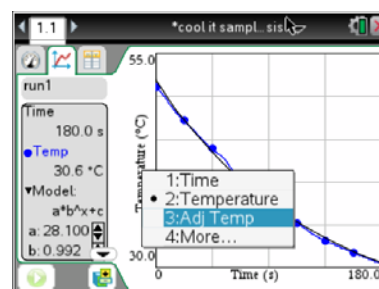 1.1
*cool it sampl...sis
run1
55.0
Time
180.0 s
Temp
30.6 °C
▼Model:
a*b^x+c
a: 28.100
b: 0.992
Temperature (°C)
1:Time
• 2:Temperature
3:Adj Temp
4:More...
30.0
0
Time (s)
180.0